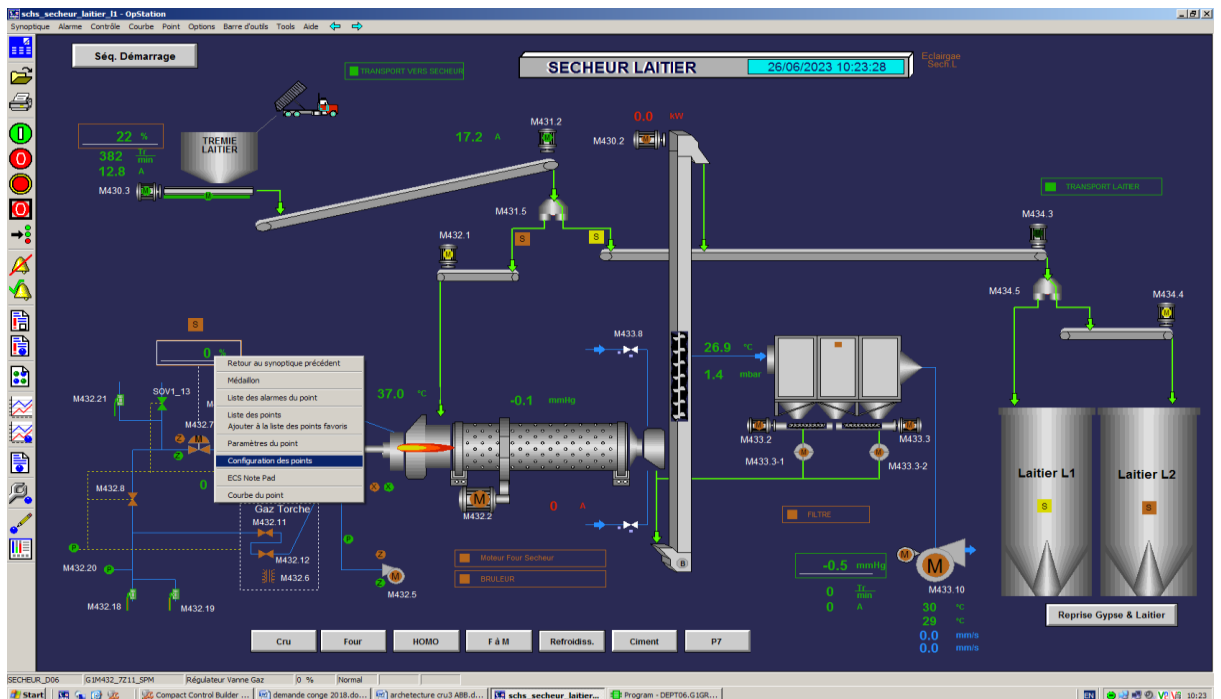 schs_secheur_laitier_l1 - OpStation
Synoptique Alarme Contrôle Courbe Point Options Barre d'outils Tools Aide
Séq. Démarrage
TRANSPORT VERS SECHEUR
SECHEUR LAITIER 26/06/2023 10:23:28
Eclairgae
Sech L
22 %
382 Tr/min
12.8 A
TREMIE
LAITIER
M430.3
17.2 A
M431.2
0.0 kW
M430.2
M431.5
M432.1
S
S
TRANSPORT LAITIER
M434.3
M434.5
M434.4
S
0 %
Retour au synoptique précédent
Médaillon
Liste des alarmes du point
Liste des points
Ajouter à la liste des points favoris
Paramètres du point
Configuration des points
ECS Note Pad
Courbe du point
M432.21
SOV1_13
M432.7
M432.8
0
37.0 °C
-0.1 mmHg
M433.8
26.9 °C
1.4 mbar
M433.2
M433.3
M433.3-1
M433.3-2
M432.2
0 A
Gaz Torche
M432.11
M432.12
M432.6
M432.20
M432.18
M432.19
M432.5
Moteur Four Secheur
BRULEUR
FILTRE
-0.5 mmHg
0 Tr/min
0 A
M433.10
30 °C
29 °C
0.0 mm/s
0.0 mm/s
Laitier L1
S
Laitier L2
S
Reprise Gypse & Laitier
Cru Four HOMO F à M Refroidiss. Ciment P7
SECHEUR_D06 G1M432_7Z11_SPM Régulateur Vanne Gaz 0 % Normal
Start Compact Control Builder ... demande conge 2018.do... archetecture cru3 ABB.d... schs_secheur_laitier... Program - DEPT06.G1GR... EN 10:23